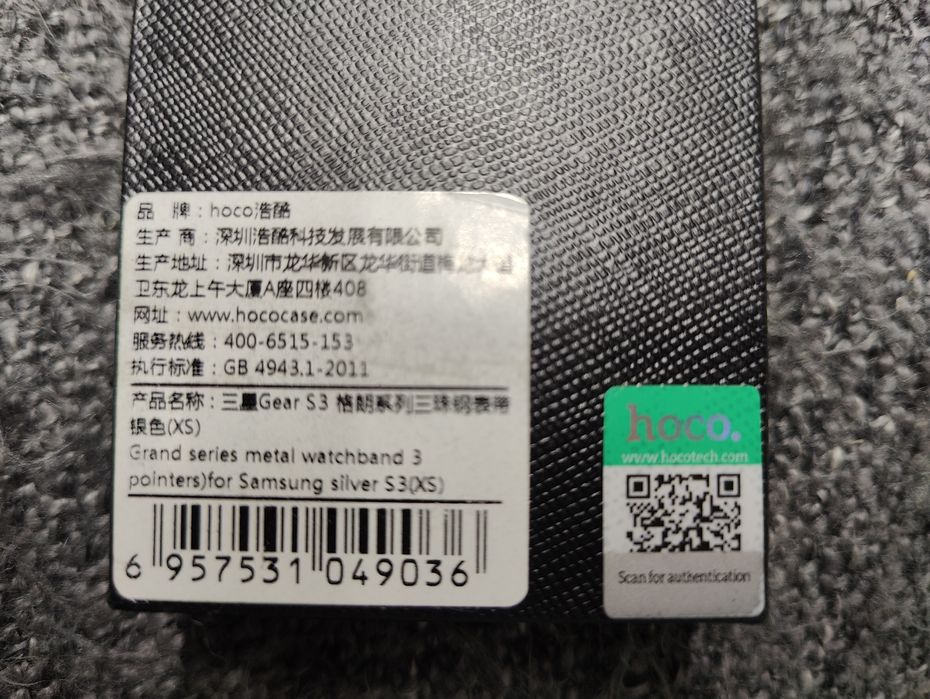 品 牌：hoco浩酷
生产 商：深圳浩酷科技发展有限公司
生产地址：深圳市龙华新区龙华街道梅龙大道
卫东龙上午大厦A座四楼408
网址：www.hococase.com
服务热线：400-6515-153
执行标准：GB 4943.1-2011
产品名称：三星Gear S3 格朗系列三珠钢表带
银色(XS)
Grand series metal watchband 3
pointers)for Samsung silver S3(XS)
6 957531 049036
hoco.
www.hocotech.com
Scan for authentication